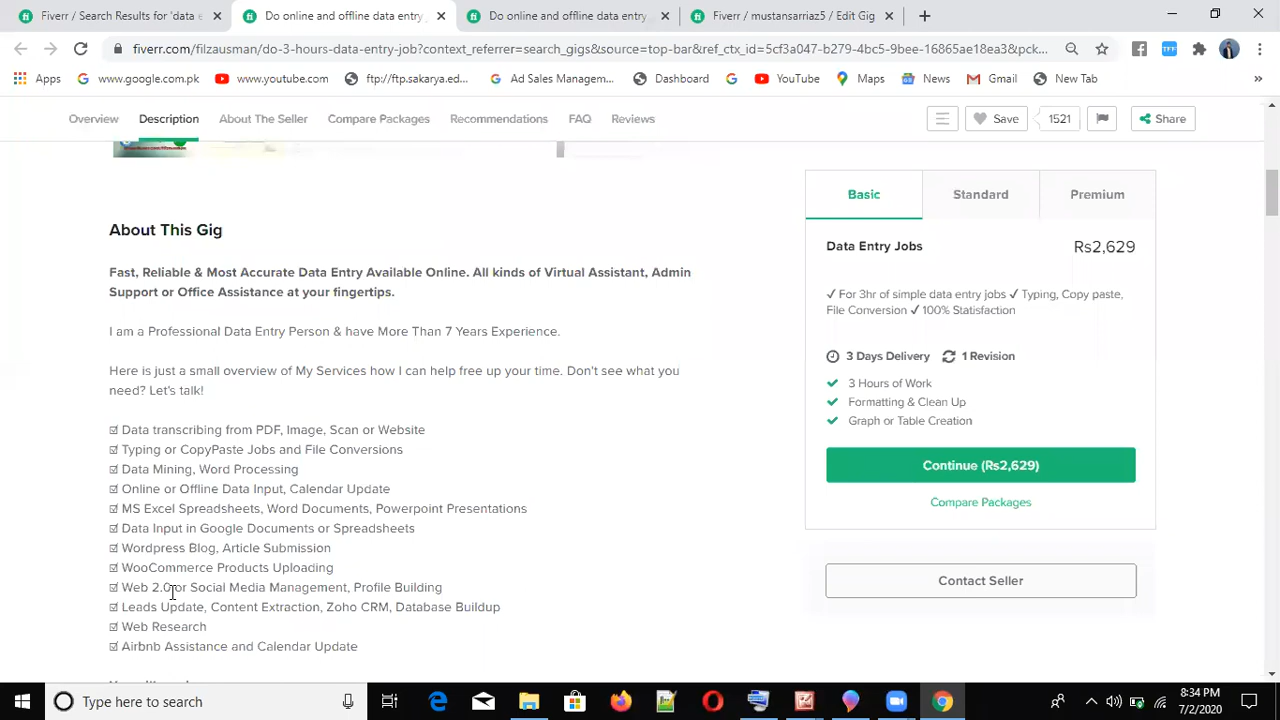 Fiverr / Search Results for 'data e
Do online and offline data entry
Do online and offline data entry
Fiverr / mustansarriaz5 / Edit Gig
fiverr.com/filzausman/do-3-hours-data-entry-job?context_referrer=search_gigs&source=top-bar&ref_ctx_id=5cf3a047-b279-4bc5-9bee-16865ae18ea3&pck...
Apps
www.google.com.pk
www.youtube.com
ftp://ftp.sakarya.ed...
Ad Sales Managem...
Dashboard
YouTube
Maps
News
Gmail
New Tab
Overview
Description
About The Seller
Compare Packages
Recommendations
FAQ
Reviews
Save
1521
Share
About This Gig
Fast, Reliable & Most Accurate Data Entry Available Online. All kinds of Virtual Assistant, Admin
Support or Office Assistance at your fingertips.
I am a Professional Data Entry Person & have More Than 7 Years Experience.
Here is just a small overview of My Services how I can help free up your time. Don't see what you
need? Let's talk!
☑ Data transcribing from PDF, Image, Scan or Website
☑ Typing or CopyPaste Jobs and File Conversions
☑ Data Mining, Word Processing
☑ Online or Offline Data Input, Calendar Update
☑ MS Excel Spreadsheets, Word Documents, Powerpoint Presentations
☑ Data Input in Google Documents or Spreadsheets
☑ Wordpress Blog, Article Submission
☑ WooCommerce Products Uploading
☑ Web 2.0 or Social Media Management, Profile Building
☑ Leads Update, Content Extraction, Zoho CRM, Database Buildup
☑ Web Research
☑ Airbnb Assistance and Calendar Update
Basic
Standard
Premium
Data Entry Jobs
Rs2,629
✓ For 3hr of simple data entry jobs ✓ Typing, Copy paste,
File Conversion ✓ 100% Statisfaction
3 Days Delivery
1 Revision
3 Hours of Work
Formatting & Clean Up
Graph or Table Creation
Continue (Rs2,629)
Compare Packages
Contact Seller
Type here to search
8:34 PM
7/2/2020